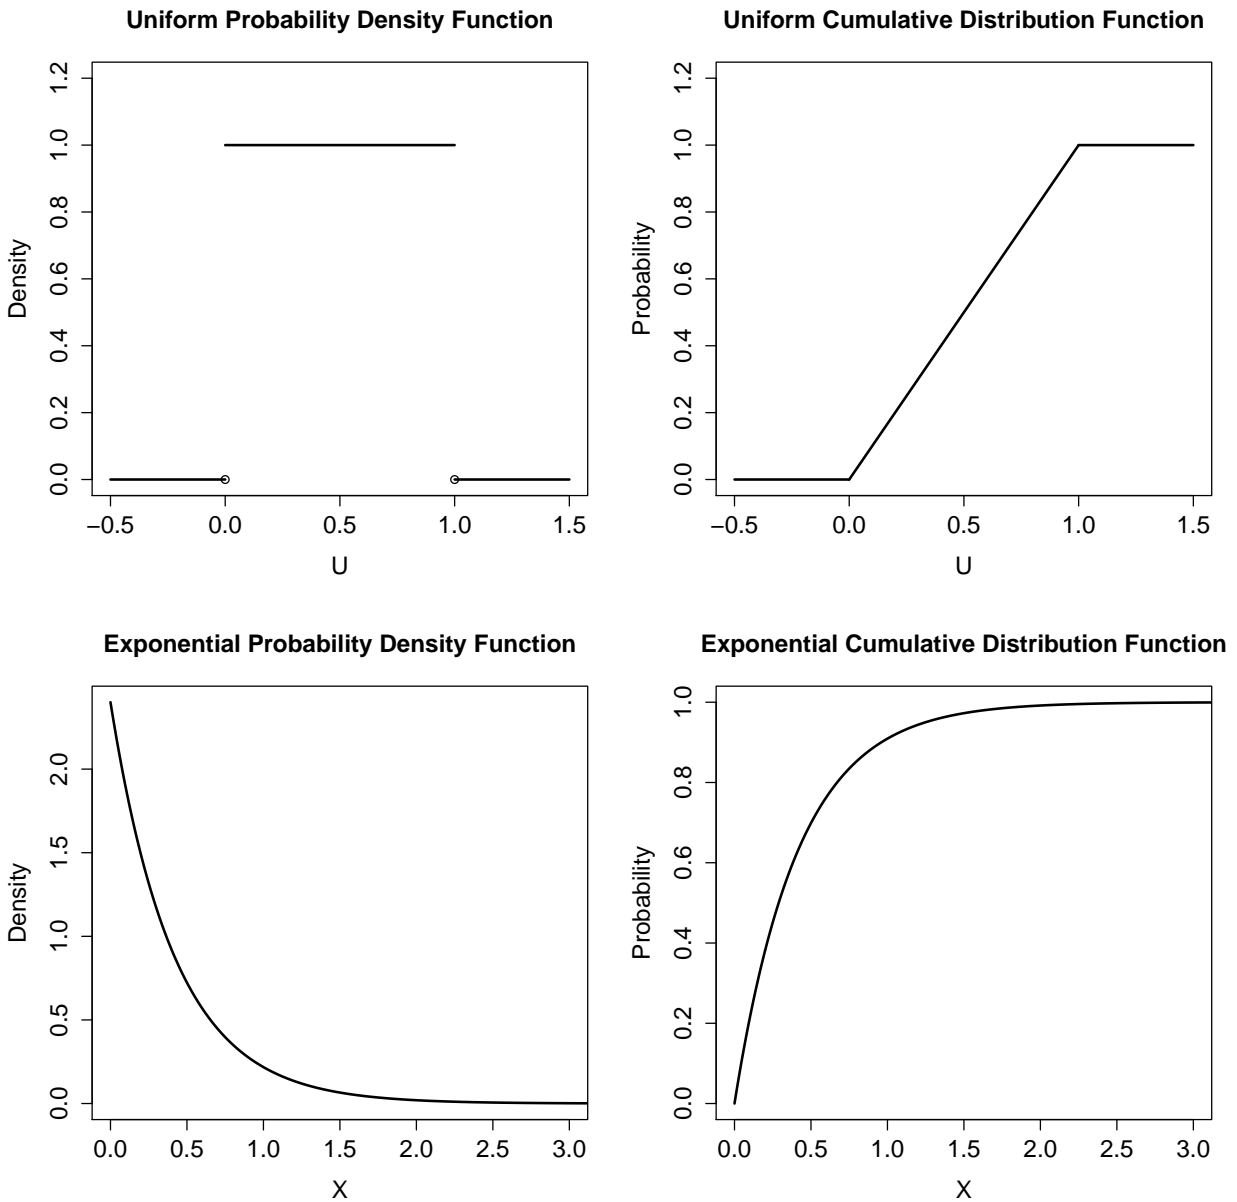 Uniform Probability Density Function
Density
1.2
1.0
0.8
0.6
0.4
0.2
0.0
−0.5 0.0 0.5 1.0 1.5
U
Uniform Cumulative Distribution Function
Probability
1.2
1.0
0.8
0.6
0.4
0.2
0.0
−0.5 0.0 0.5 1.0 1.5
U
Exponential Probability Density Function
Density
2.0
1.5
1.0
0.5
0.0
0.0 0.5 1.0 1.5 2.0 2.5 3.0
X
Exponential Cumulative Distribution Function
Probability
1.0
0.8
0.6
0.4
0.2
0.0
0.0 0.5 1.0 1.5 2.0 2.5 3.0
X